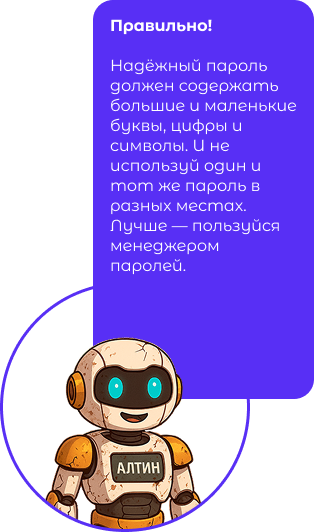 Правильно!
Надёжный пароль
должен содержать
большие и маленькие
буквы, цифры и
символы. И не
используй один и
тот же пароль в
разных местах.
Лучше — пользуйся
менеджером
паролей.
АЛТИН